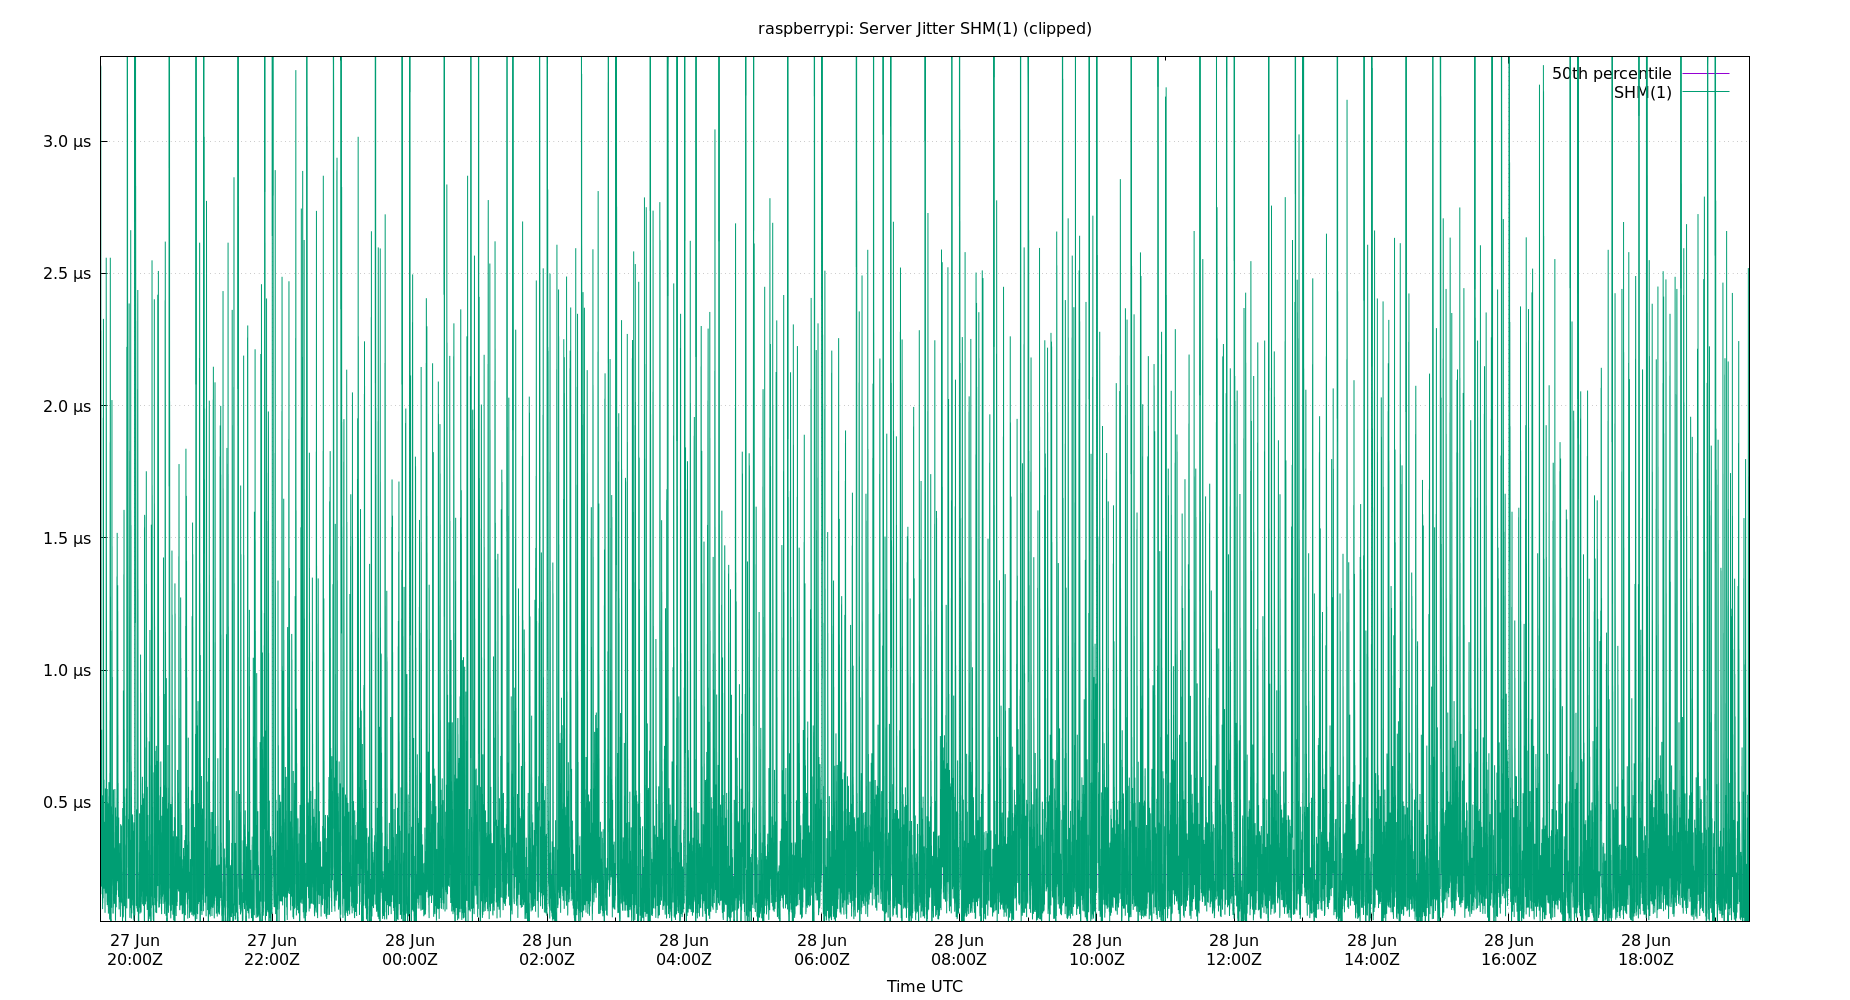 raspberrypi: Server Jitter SHM(1) (clipped)
50th percentile
SHM(1)
3.0 µs
2.5 µs
2.0 µs
1.5 µs
1.0 µs
0.5 µs
27 Jun 27 Jun 28 Jun 28 Jun 28 Jun 28 Jun 28 Jun 28 Jun 28 Jun 28 Jun 28 Jun 28 Jun
20:00Z 22:00Z 00:00Z 02:00Z 04:00Z 06:00Z 08:00Z 10:00Z 12:00Z 14:00Z 16:00Z 18:00Z
Time UTC